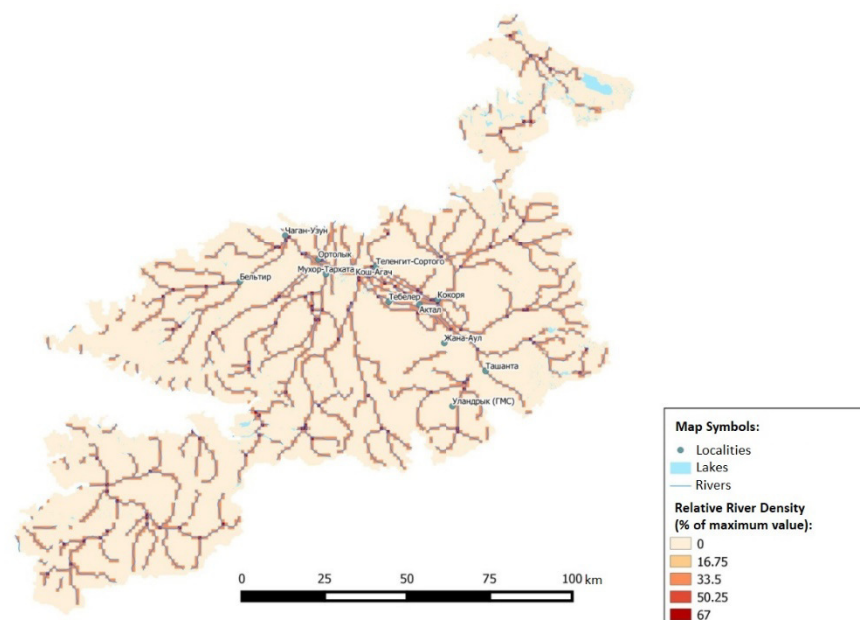 Чаган-Узун
Ортолык
Мухор-Тархата
Кош-Агач
Теленгит-Сортого
Бельтир
Тебелер
Кокоря
Актал
Жана-Аул
Ташанта
Уландрык (ГМС)
Map Symbols:
Localities
Lakes
Rivers
Relative River Density
(% of maximum value):
0
16.75
33.5
50.25
67
0 25 50 75 100 km